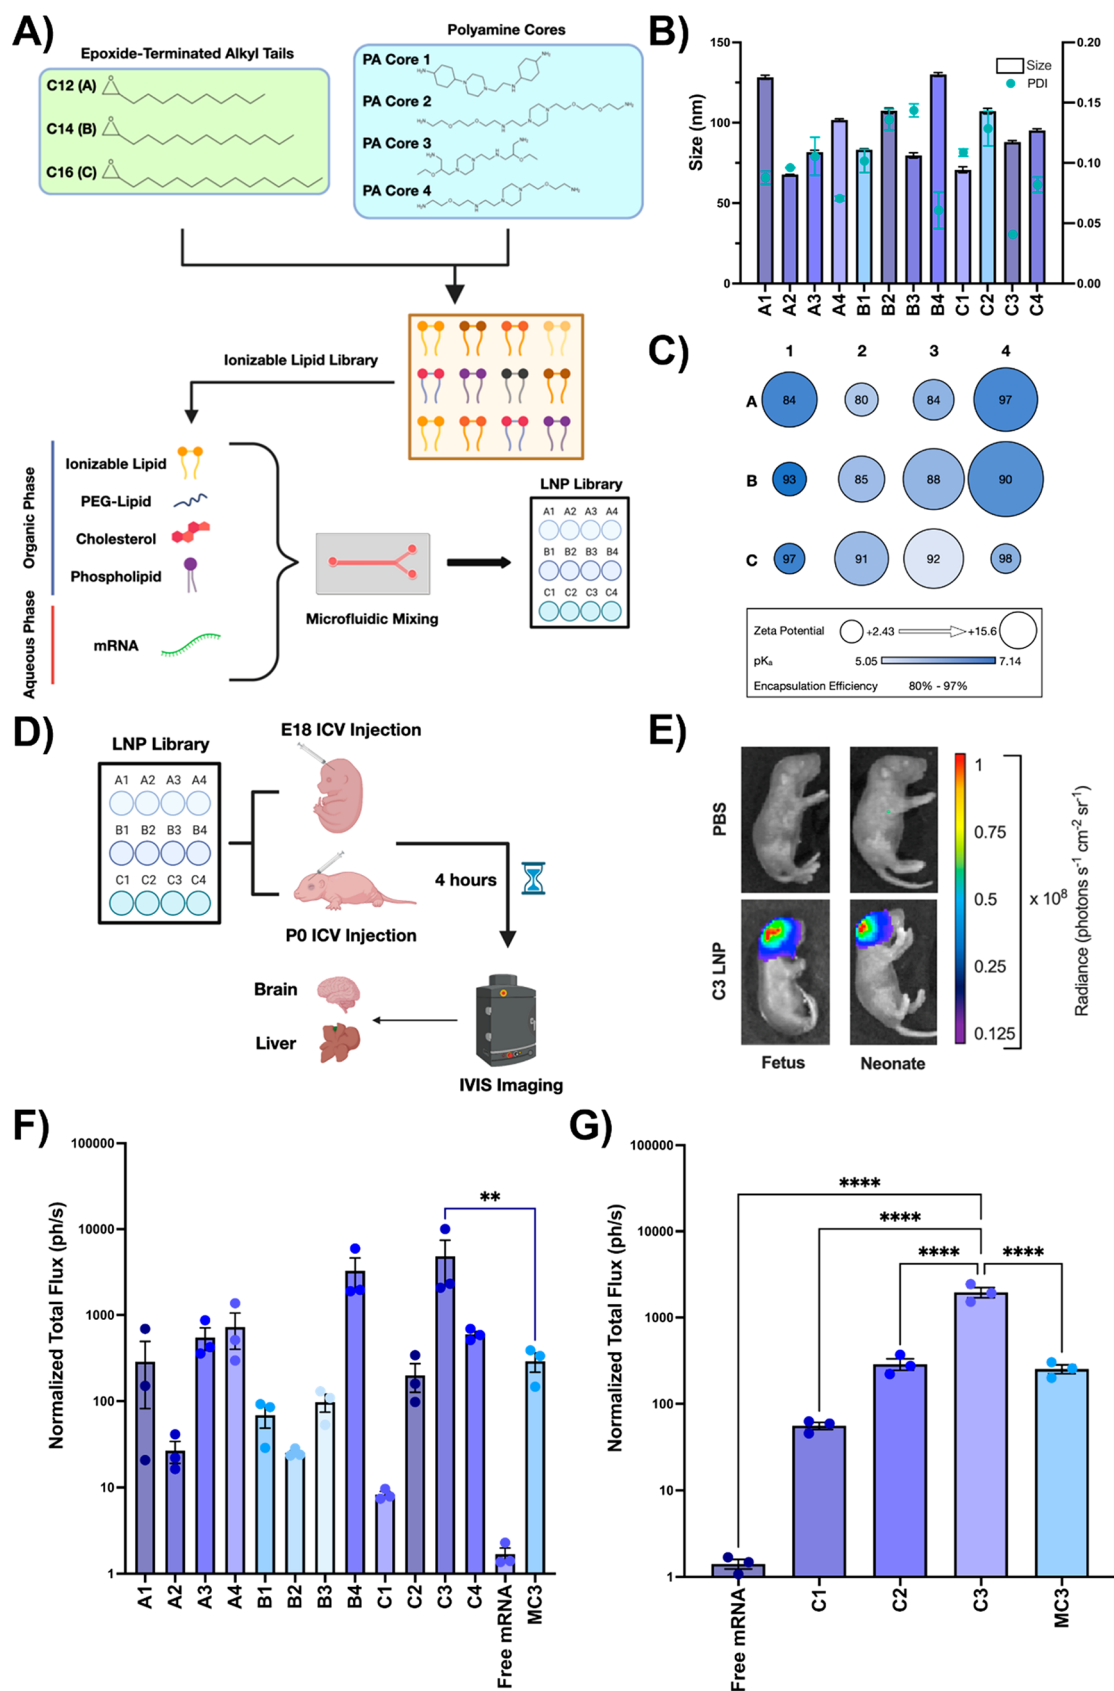 A)
Epoxide-Terminated Alkyl Tails
C12 (A)
C14 (B)
C16 (C)
Polyamine Cores
PA Core 1
PA Core 2
PA Core 3
PA Core 4
Ionizable Lipid Library
Organic Phase
Ionizable Lipid
PEG-Lipid
Cholesterol
Phospholipid
Aqueous Phase
mRNA
Microfluidic Mixing
LNP Library
A1 A2 A3 A4
B1 B2 B3 B4
C1 C2 C3 C4
B)
Size (nm)
150
100
50
0
0.20
0.15
0.10
0.05
0.00
Size
PDI
A1 A2 A3 A4 B1 B2 B3 B4 C1 C2 C3 C4
C)
1 2 3 4
A 84 80 84 97
B 93 85 88 90
C 97 91 92 98
Zeta Potential +2.43 +15.6
pKa 5.05 7.14
Encapsulation Efficiency 80% - 97%
D)
LNP Library
A1 A2 A3 A4
B1 B2 B3 B4
C1 C2 C3 C4
E18 ICV Injection
P0 ICV Injection
4 hours
Brain
Liver
IVIS Imaging
E)
PBS
C3 LNP
Fetus Neonate
1
0.75
0.5
0.25
0.125
x 10⁸
Radiance (photons s⁻¹ cm⁻² sr⁻¹)
F)
Normalized Total Flux (ph/s)
100000
10000
1000
100
10
1
**
A1 A2 A3 A4 B1 B2 B3 B4 C1 C2 C3 C4 Free mRNA MC3
G)
Normalized Total Flux (ph/s)
100000
10000
1000
100
10
1
****
****
**** ****
Free mRNA C1 C2 C3 MC3